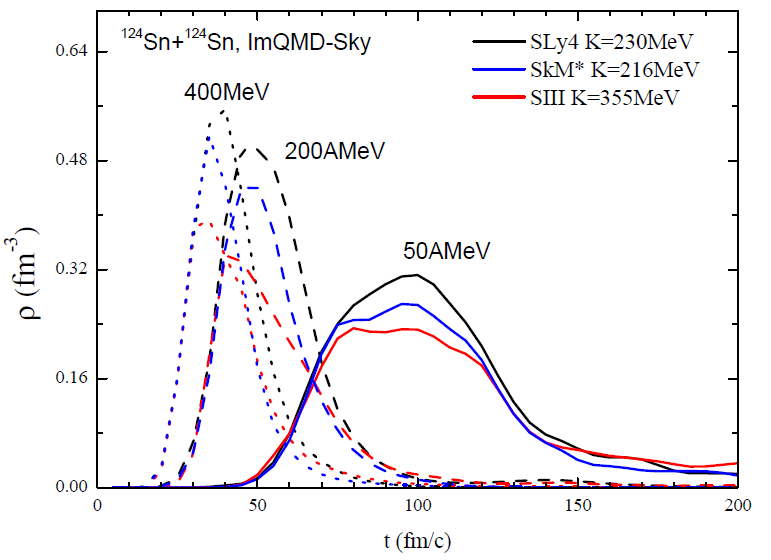 ¹²⁴Sn+¹²⁴Sn, ImQMD-Sky
SLy4 K=230MeV
SkM* K=216MeV
SIII K=355MeV
400MeV
200AMeV
50AMeV
0.64
0.48
0.32
0.16
0.00
ρ (fm⁻³)
0 50 100 150 200
t (fm/c)